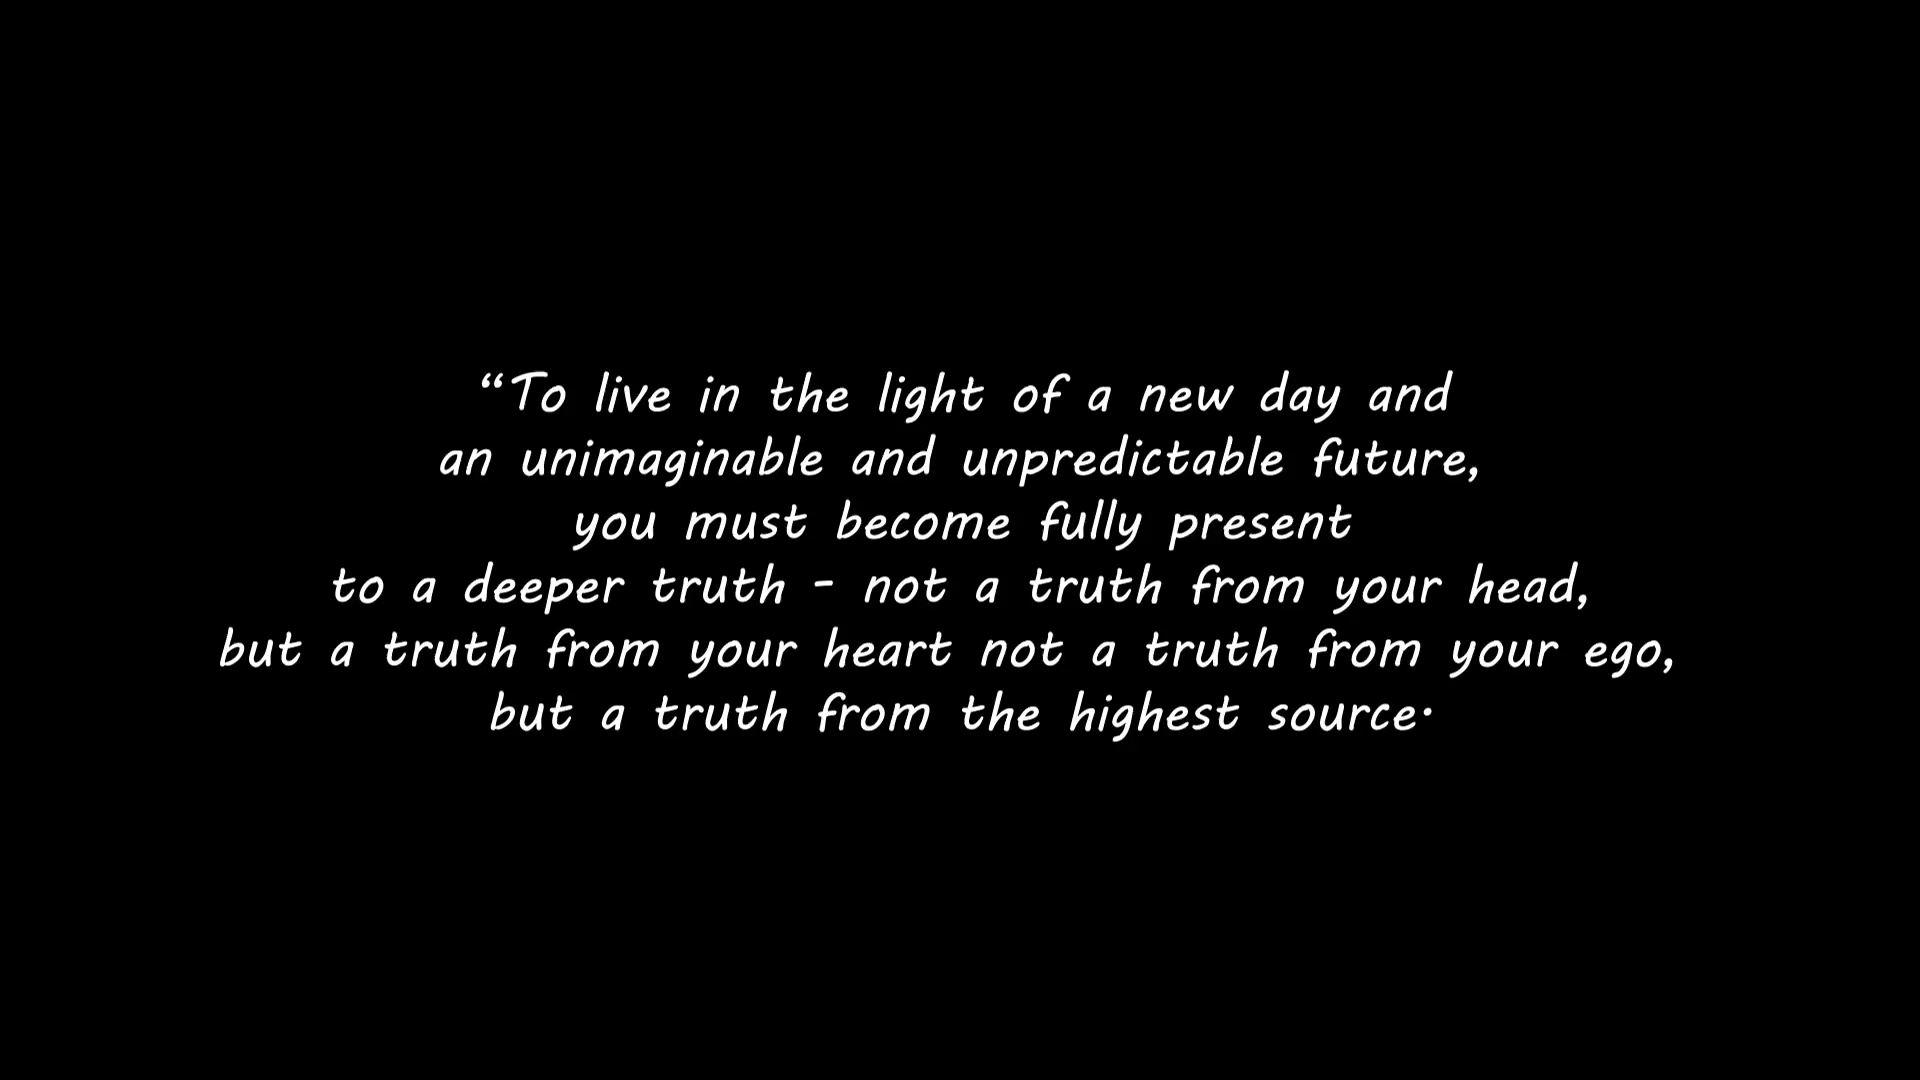 “To live in the light of a new day and
an unimaginable and unpredictable future,
you must become fully present
to a deeper truth - not a truth from your head,
but a truth from your heart not a truth from your ego,
but a truth from the highest source.